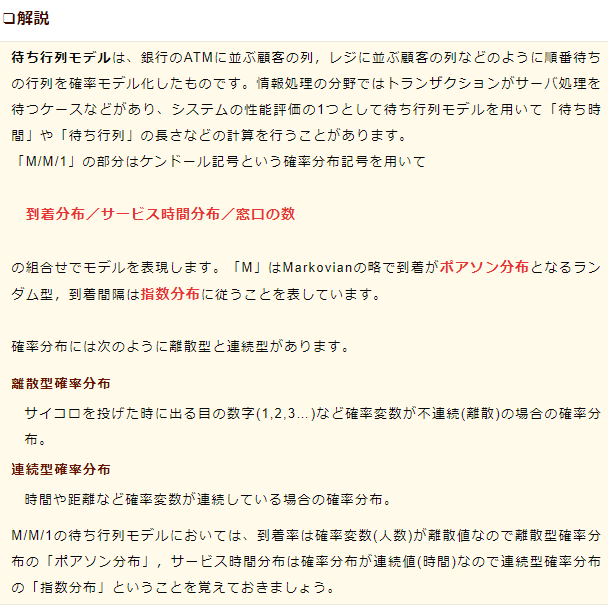 ❏解説
待ち行列モデルは、銀行のATMに並ぶ顧客の列，レジに並ぶ顧客の列などのように順番待ち
の行列を確率モデル化したものです。情報処理の分野ではトランザクションがサーバ処理を
待つケースなどがあり、システムの性能評価の1つとして待ち行列モデルを用いて「待ち時
間」や「待ち行列」の長さなどの計算を行うことがあります。
「M/M/1」の部分はケンドール記号という確率分布記号を用いて
到着分布／サービス時間分布／窓口の数
の組合せでモデルを表現します。「M」はMarkovianの略で到着がポアソン分布となるラン
ダム型，到着間隔は指数分布に従うことを表しています。
確率分布には次のように離散型と連続型があります。
離散型確率分布
サイコロを投げた時に出る目の数字(1,2,3…)など確率変数が不連続(離散)の場合の確率分
布。
連続型確率分布
時間や距離など確率変数が連続している場合の確率分布。
M/M/1の待ち行列モデルにおいては、到着率は確率変数(人数)が離散値なので離散型確率分
布の「ポアソン分布」，サービス時間分布は確率分布が連続値(時間)なので連続型確率分布
の「指数分布」ということを覚えておきましょう。